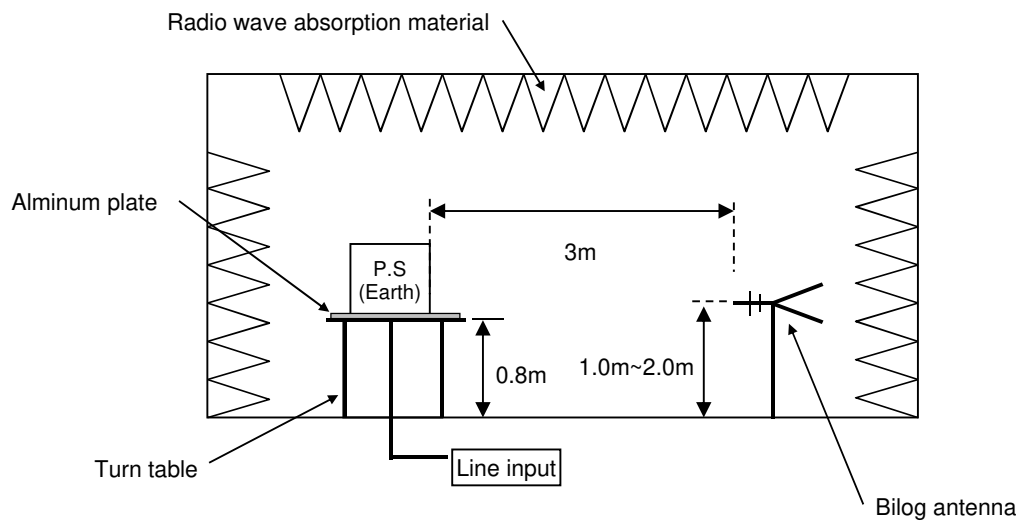 Radio wave absorption material
Alminum plate
3m
P.S
(Earth)
0.8m
1.0m~2.0m
Turn table
Line input
Bilog antenna